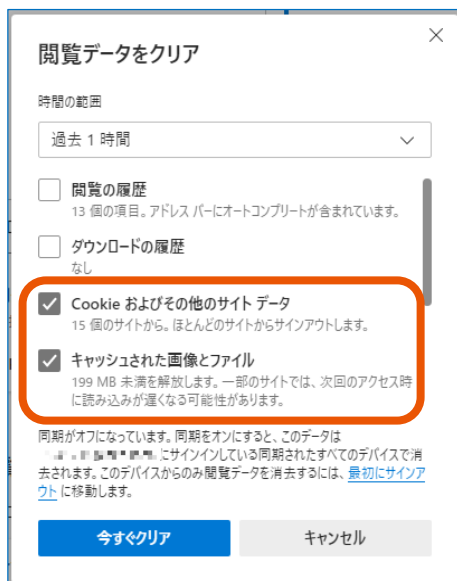 閲覧データをクリア
時間の範囲
過去 1 時間
閲覧の履歴
13 個の項目。アドレス バーにオートコンプリートが含まれています。
ダウンロードの履歴
なし
Cookie およびその他のサイト データ
15 個のサイトから。ほとんどのサイトからサインアウトします。
キャッシュされた画像とファイル
199 MB 未満を解放します。一部のサイトでは、次回のアクセス時
に読み込みが遅くなる可能性があります。
同期がオフになっています。同期をオンにすると、このデータは
にサインインしている同期されたすべてのデバイスで消
去されます。このデバイスからのみ閲覧データを消去するには、最初にサインア
ウト に移動します。
今すぐクリア
キャンセル